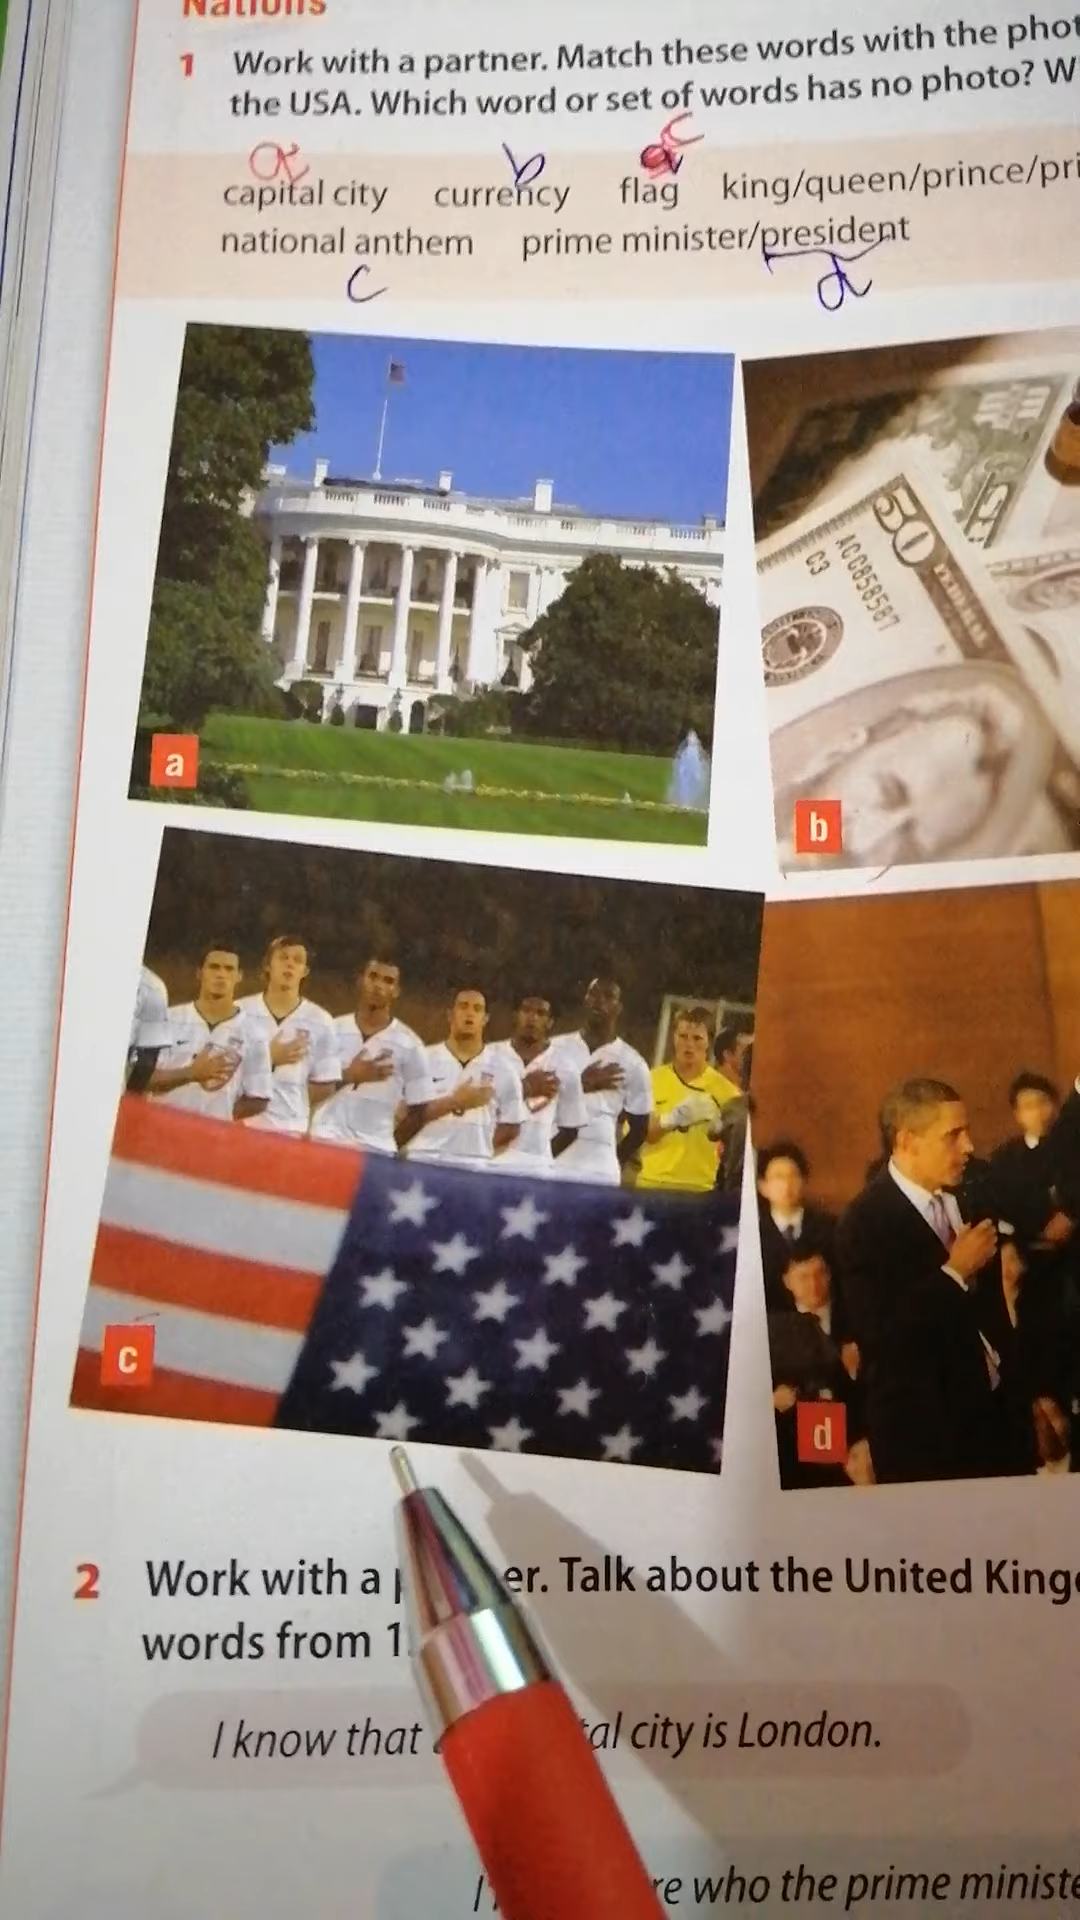 Nations
1 Work with a partner. Match these words with the phot
the USA. Which word or set of words has no photo? W
a b c
capital city currency flag king/queen/prince/pri
national anthem prime minister/president
c d
50
ACC858587
C3
a
b
c
d
2 Work with a p er. Talk about the United King
words from 1.
I know that tal city is London.
I re who the prime ministe